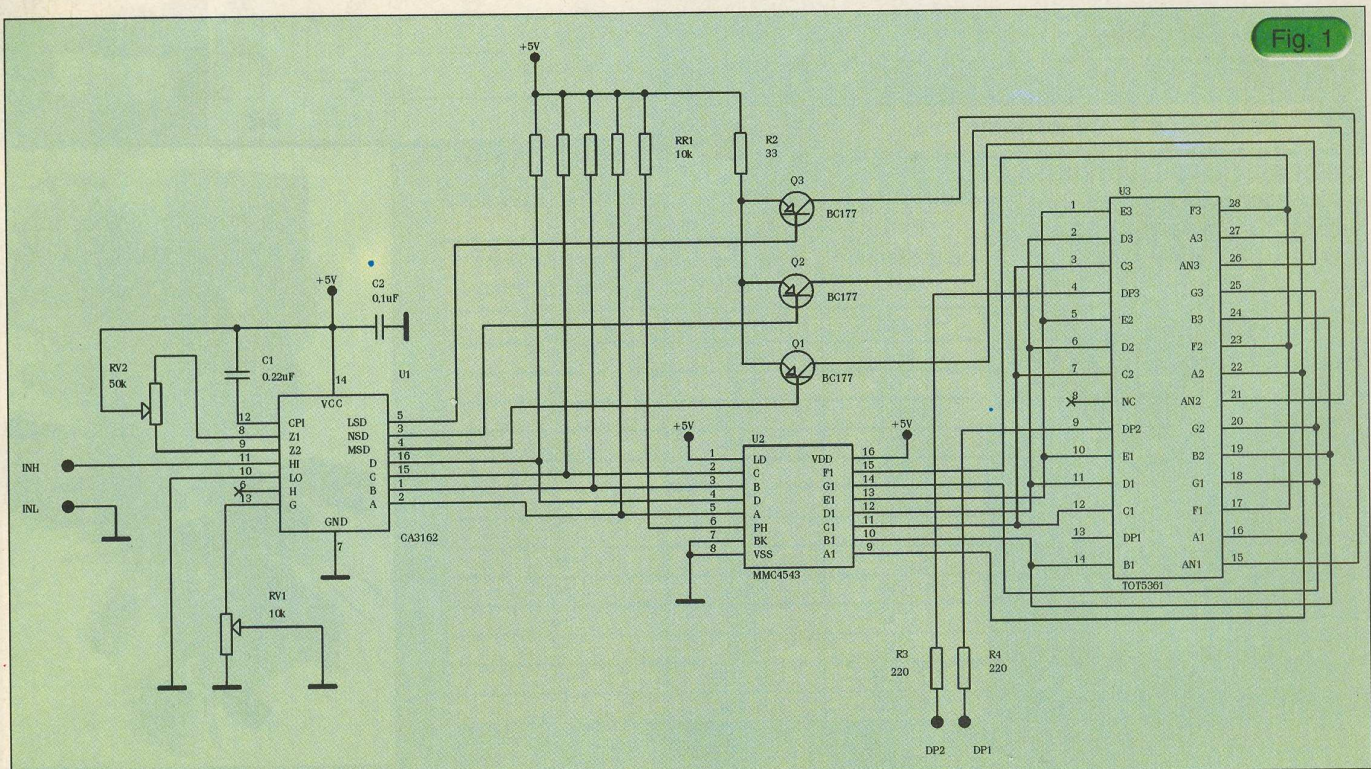 Fig. 1
+5V
RR1
10k
R2
33
Q3
BC177
Q2
BC177
Q1
BC177
+5V
C2
0,1uF
C1
0.22uF
RV2
50k
U1
14
VCC
12 CPI LSD 5
8 Z1 NSD 3
9 Z2 MSD 4
11 HI D 16
10 LO C 15
6 H B 1
13 G A 2
GND
7
CA3162
INH
INL
RV1
10k
+5V
U2
+5V
1 LD VDD 16
2 C F1 15
3 B G1 14
4 D E1 13
5 A D1 12
6 PH C1 11
7 BK B1 10
8 VSS A1 9
MMC4543
U3
1 E3 F3 28
2 D3 A3 27
3 C3 AN3 26
4 DP3 G3 25
5 E2 B3 24
6 D2 F2 23
7 C2 A2 22
8 NC AN2 21
9 DP2 G2 20
10 E1 B2 19
11 D1 G1 18
12 C1 F1 17
13 DP1 A1 16
14 B1 AN1 15
TOT5361
R3
220
R4
220
DP2 DP1